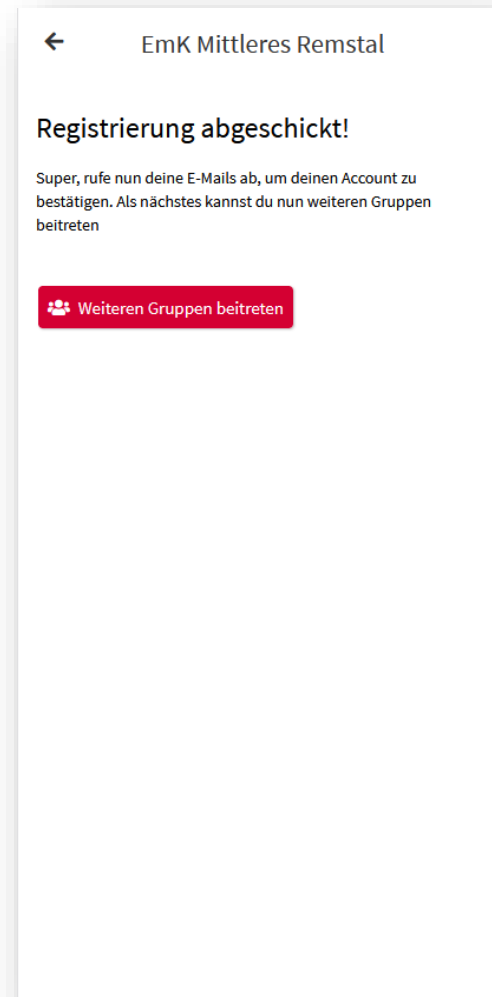 EmK Mittleres Remstal
Registrierung abgeschickt!
Super, rufe nun deine E-Mails ab, um deinen Account zu
bestätigen. Als nächstes kannst du nun weiteren Gruppen
beitreten
Weiteren Gruppen beitreten